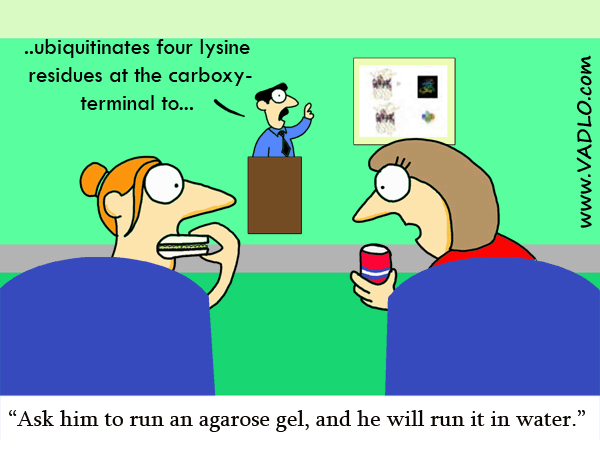 ..ubiquitinates four lysine
residues at the carboxy-
terminal to...
www.VADLO.com
“Ask him to run an agarose gel, and he will run it in water.”